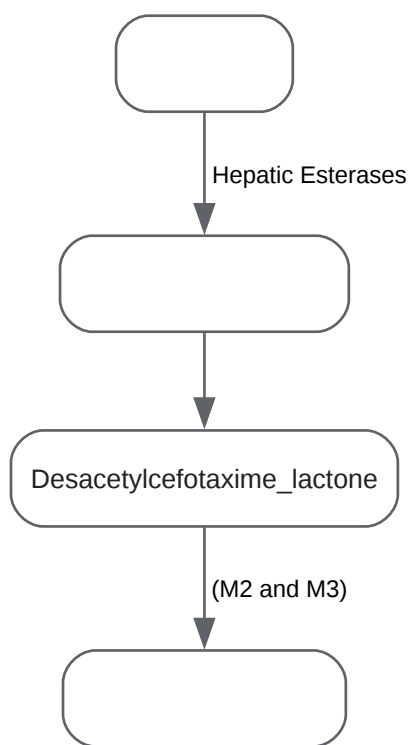 Hepatic Esterases
Desacetylcefotaxime_lactone
(M2 and M3)